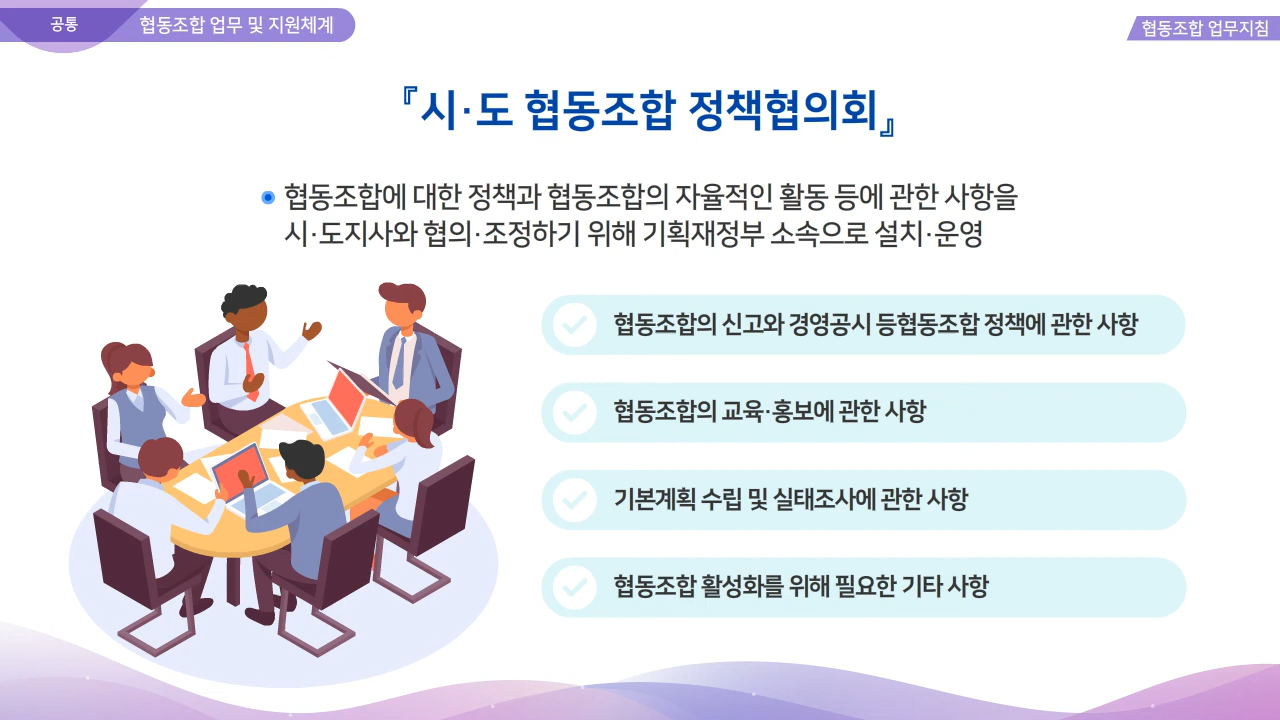 공통
협동조합 업무 및 지원체계
협동조합 업무지침
『시·도 협동조합 정책협의회』
협동조합에 대한 정책과 협동조합의 자율적인 활동 등에 관한 사항을
시·도지사와 협의·조정하기 위해 기획재정부 소속으로 설치·운영
협동조합의 신고와 경영공시 등협동조합 정책에 관한 사항
협동조합의 교육·홍보에 관한 사항
기본계획 수립 및 실태조사에 관한 사항
협동조합 활성화를 위해 필요한 기타 사항